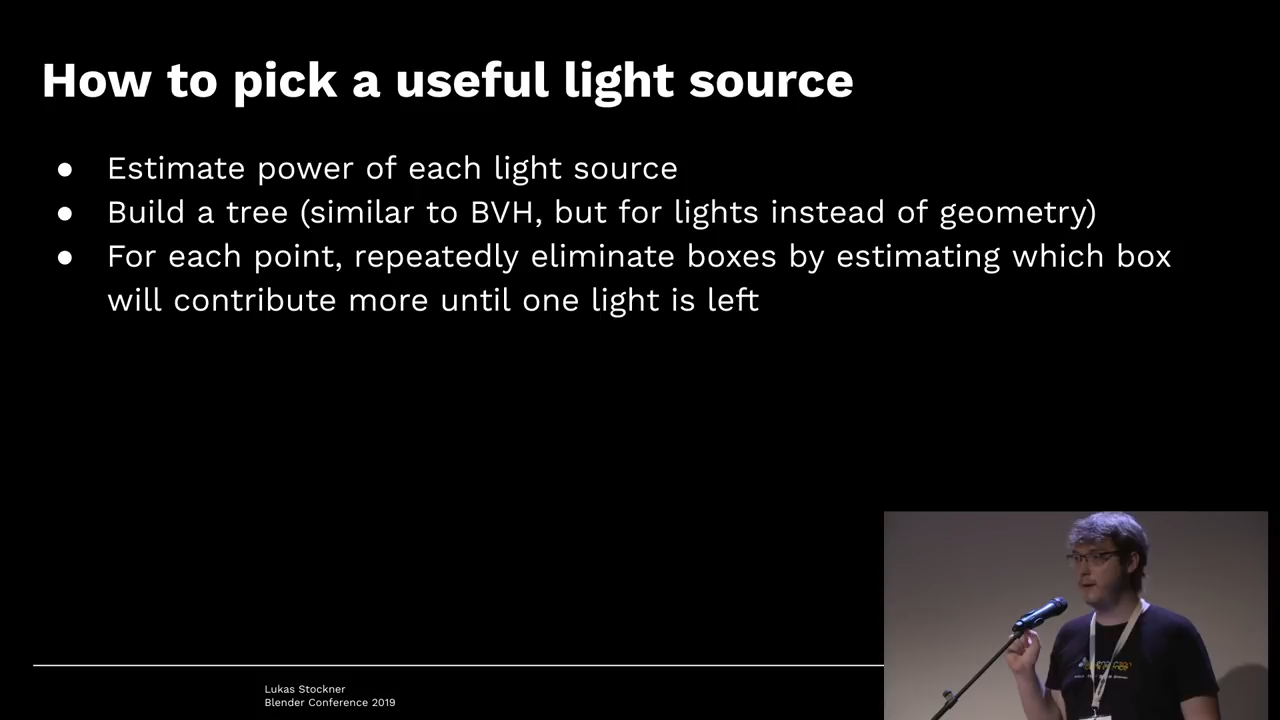 How to pick a useful light source
● Estimate power of each light source
● Build a tree (similar to BVH, but for lights instead of geometry)
● For each point, repeatedly eliminate boxes by estimating which box
will contribute more until one light is left
Lukas Stockner
Blender Conference 2019